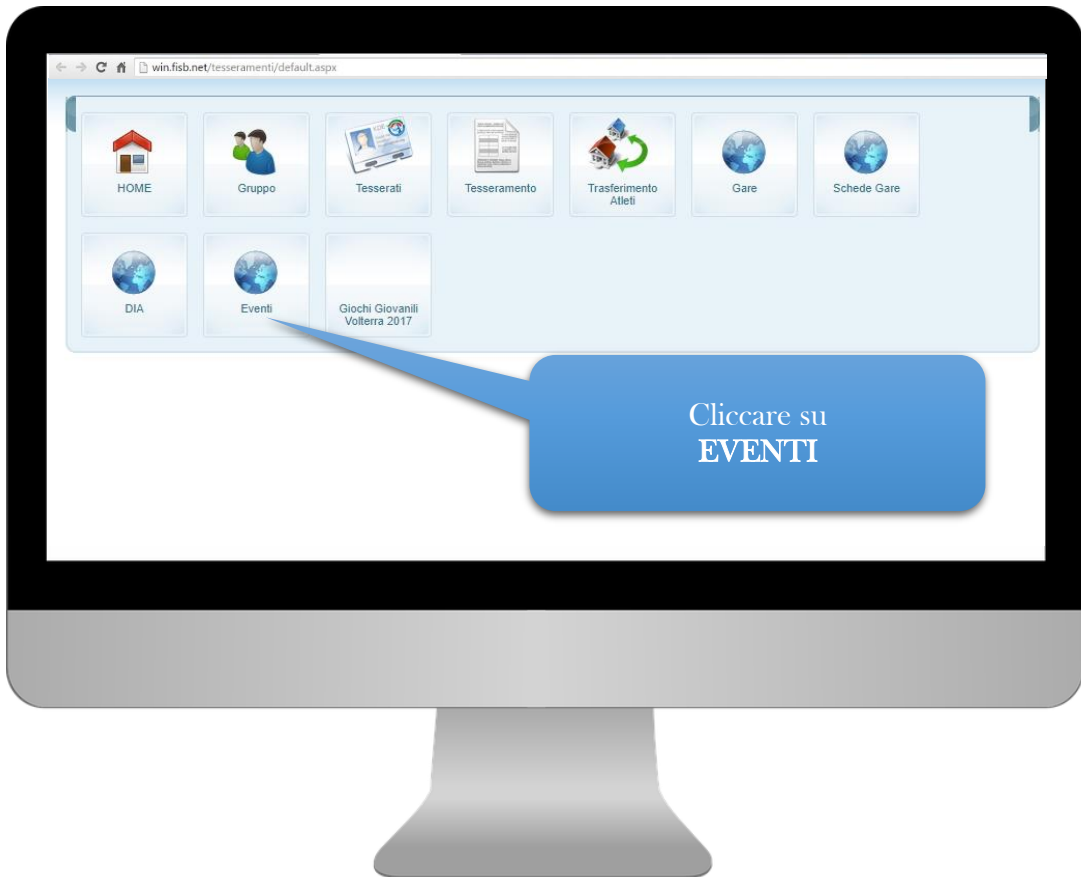 win.fisb.net/tesseramenti/default.aspx
HOME
Gruppo
Tesserati
Tesseramento
Trasferimento
Atleti
Gare
Schede Gare
DIA
Eventi
Giochi Giovanili
Volterra 2017
Cliccare su
EVENTI